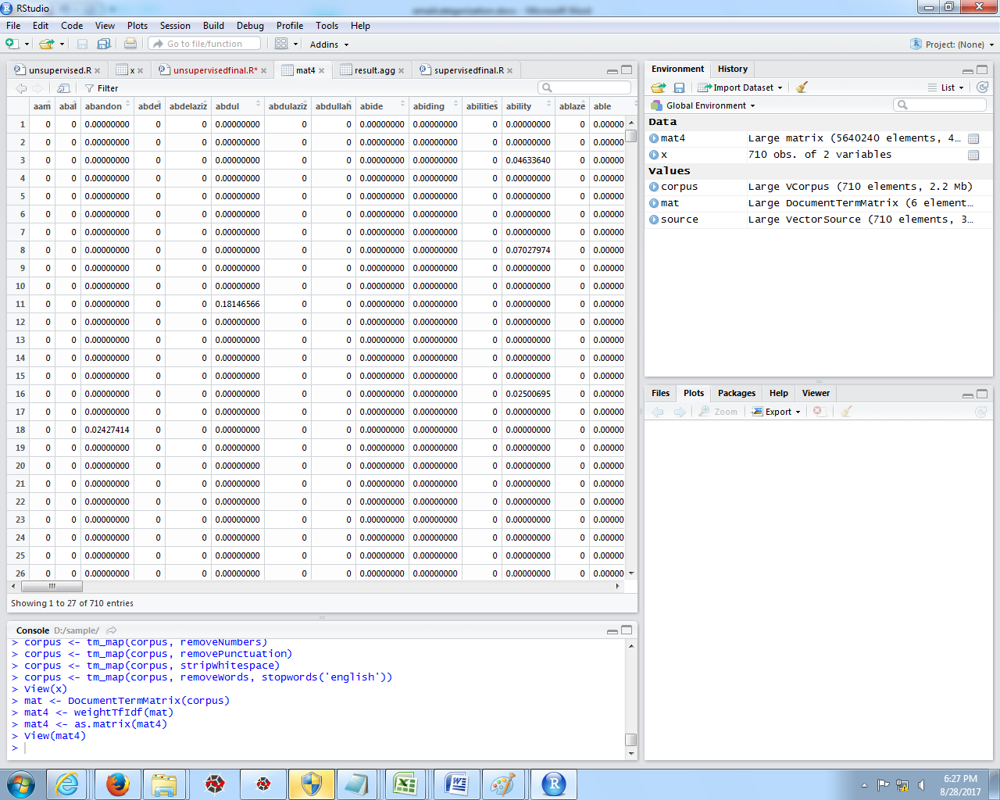 RStudio
File Edit Code View Plots Session Build Debug Profile Tools Help
Go to file/function Addins Project: (None)
unsupervised.R x unsupervisedfinal.R* mat4 result.agg supervisedfinal.R
Filter
aam abal abandon abdel abdelaziz abdul abdulaziz abdullah abide abiding abilities ability ablaze able
1 0 0 0.00000000 0 0 0.00000000 0 0 0.00000000 0.00000000 0 0.00000000 0 0.00000
2 0 0 0.00000000 0 0 0.00000000 0 0 0.00000000 0.00000000 0 0.00000000 0 0.00000
3 0 0 0.00000000 0 0 0.00000000 0 0 0.00000000 0.00000000 0 0.04633640 0 0.00000
4 0 0 0.00000000 0 0 0.00000000 0 0 0.00000000 0.00000000 0 0.00000000 0 0.00000
5 0 0 0.00000000 0 0 0.00000000 0 0 0.00000000 0.00000000 0 0.00000000 0 0.00000
6 0 0 0.00000000 0 0 0.00000000 0 0 0.00000000 0.00000000 0 0.00000000 0 0.00000
7 0 0 0.00000000 0 0 0.00000000 0 0 0.00000000 0.00000000 0 0.00000000 0 0.00000
8 0 0 0.00000000 0 0 0.00000000 0 0 0.00000000 0.00000000 0 0.07027974 0 0.00000
9 0 0 0.00000000 0 0 0.00000000 0 0 0.00000000 0.00000000 0 0.00000000 0 0.00000
10 0 0 0.00000000 0 0 0.00000000 0 0 0.00000000 0.00000000 0 0.00000000 0 0.00000
11 0 0 0.00000000 0 0 0.18146566 0 0 0.00000000 0.00000000 0 0.00000000 0 0.00000
12 0 0 0.00000000 0 0 0.00000000 0 0 0.00000000 0.00000000 0 0.00000000 0 0.00000
13 0 0 0.00000000 0 0 0.00000000 0 0 0.00000000 0.00000000 0 0.00000000 0 0.00000
14 0 0 0.00000000 0 0 0.00000000 0 0 0.00000000 0.00000000 0 0.00000000 0 0.00000
15 0 0 0.00000000 0 0 0.00000000 0 0 0.00000000 0.00000000 0 0.00000000 0 0.00000
16 0 0 0.00000000 0 0 0.00000000 0 0 0.00000000 0.00000000 0 0.02500695 0 0.00000
17 0 0 0.00000000 0 0 0.00000000 0 0 0.00000000 0.00000000 0 0.00000000 0 0.00000
18 0 0 0.02427414 0 0 0.00000000 0 0 0.00000000 0.00000000 0 0.00000000 0 0.00000
19 0 0 0.00000000 0 0 0.00000000 0 0 0.00000000 0.00000000 0 0.00000000 0 0.00000
20 0 0 0.00000000 0 0 0.00000000 0 0 0.00000000 0.00000000 0 0.00000000 0 0.00000
21 0 0 0.00000000 0 0 0.00000000 0 0 0.00000000 0.00000000 0 0.00000000 0 0.00000
22 0 0 0.00000000 0 0 0.00000000 0 0 0.00000000 0.00000000 0 0.00000000 0 0.00000
23 0 0 0.00000000 0 0 0.00000000 0 0 0.00000000 0.00000000 0 0.00000000 0 0.00000
24 0 0 0.00000000 0 0 0.00000000 0 0 0.00000000 0.00000000 0 0.00000000 0 0.00000
25 0 0 0.00000000 0 0 0.00000000 0 0 0.00000000 0.00000000 0 0.00000000 0 0.00000
26 0 0 0.00000000 0 0 0.00000000 0 0 0.00000000 0.00000000 0 0.00000000 0 0.00000
Showing 1 to 27 of 710 entries
Console D:/sample/
> corpus <- tm_map(corpus, removeNumbers)
> corpus <- tm_map(corpus, removePunctuation)
> corpus <- tm_map(corpus, stripWhitespace)
> corpus <- tm_map(corpus, removeWords, stopwords('english'))
> View(x)
> mat <- DocumentTermMatrix(corpus)
> mat4 <- weightTfIdf(mat)
> mat4 <- as.matrix(mat4)
> View(mat4)
>
Environment History
Import Dataset List
Global Environment
Data
mat4 Large matrix (5640240 elements, 4…
x 710 obs. of 2 variables
Values
corpus Large VCorpus (710 elements, 2.2 Mb)
mat Large DocumentTermMatrix (6 element…
source Large VectorSource (710 elements, 3…
Files Plots Packages Help Viewer
Zoom Export
6:27 PM
8/28/2017